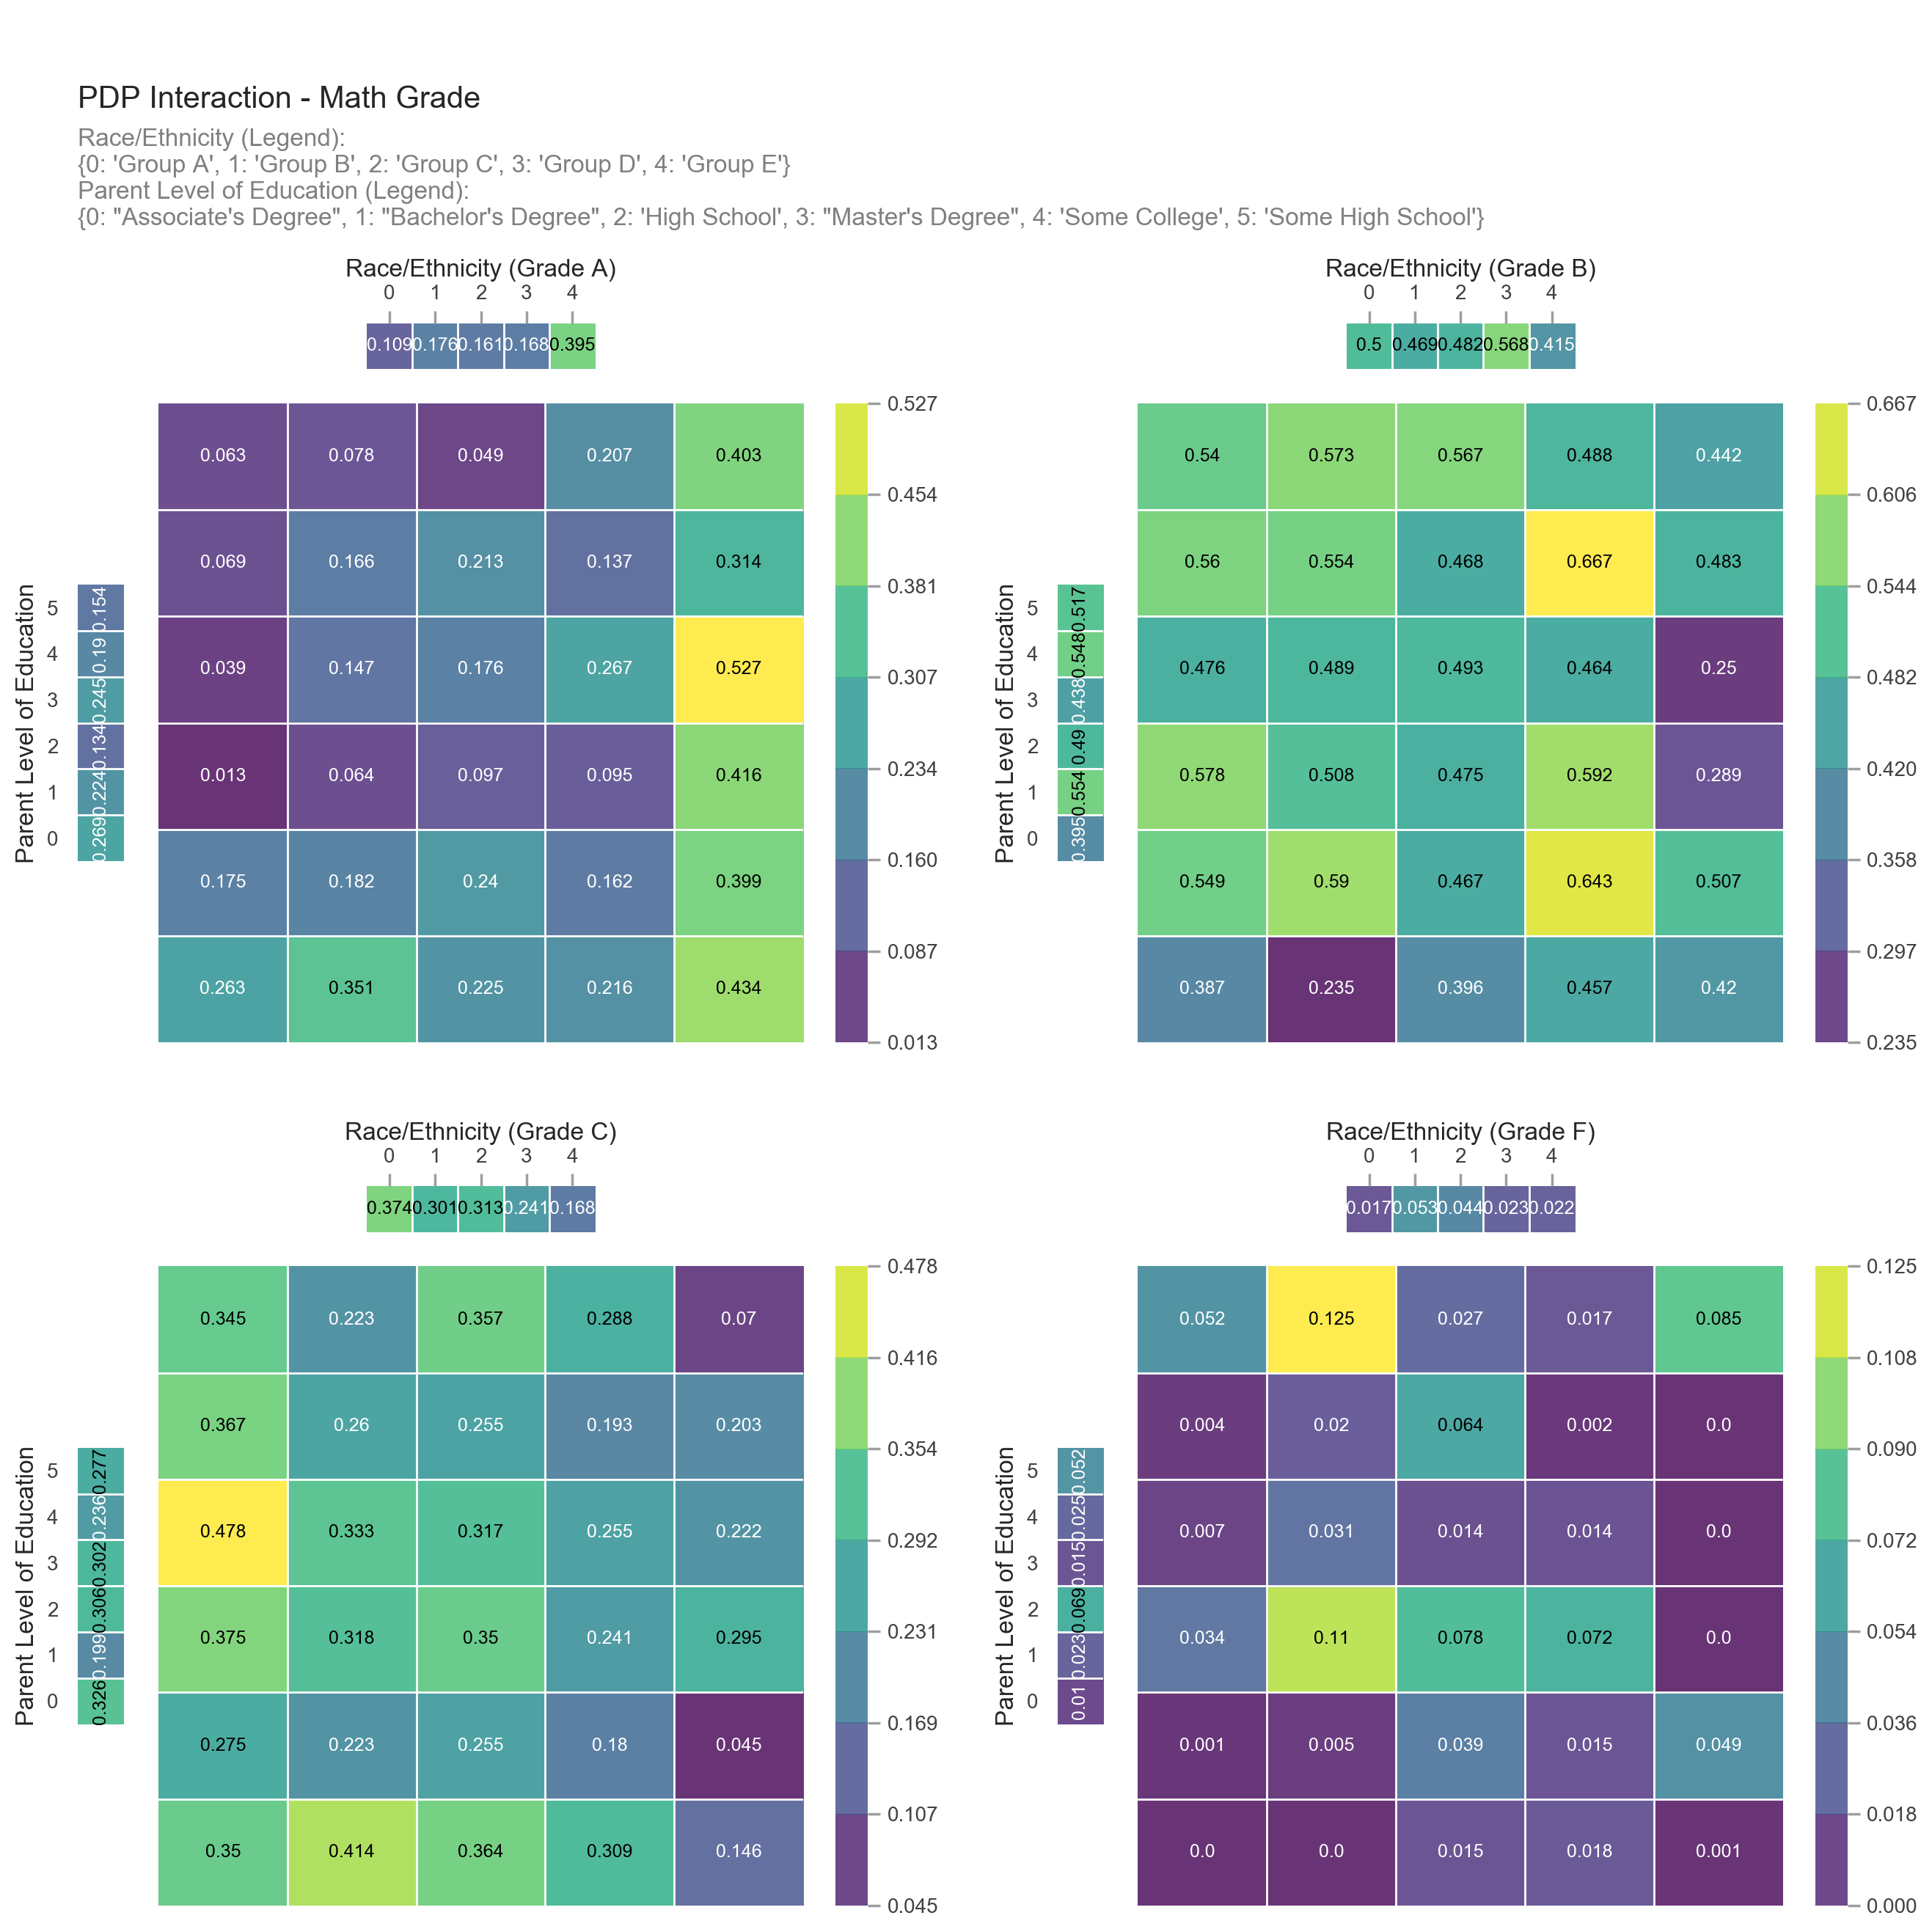 PDP Interaction - Math Grade
Race/Ethnicity (Legend):
{0: 'Group A', 1: 'Group B', 2: 'Group C', 3: 'Group D', 4: 'Group E'}
Parent Level of Education (Legend):
{0: "Associate's Degree", 1: "Bachelor's Degree", 2: 'High School', 3: "Master's Degree", 4: 'Some College', 5: 'Some High School'}
Race/Ethnicity (Grade A)
0 1 2 3 4
0.109 0.176 0.161 0.168 0.395
Parent Level of Education
5 0.154
4 0.19
3 0.245
2 0.134
1 0.224
0 0.269
0.063 0.078 0.049 0.207 0.403
0.069 0.166 0.213 0.137 0.314
0.039 0.147 0.176 0.267 0.527
0.013 0.064 0.097 0.095 0.416
0.175 0.182 0.24 0.162 0.399
0.263 0.351 0.225 0.216 0.434
0.527
0.454
0.381
0.307
0.234
0.160
0.087
0.013
Race/Ethnicity (Grade B)
0 1 2 3 4
0.5 0.469 0.482 0.568 0.415
Parent Level of Education
5 0.517
4 0.548
3 0.438
2 0.49
1 0.554
0 0.395
0.54 0.573 0.567 0.488 0.442
0.56 0.554 0.468 0.667 0.483
0.476 0.489 0.493 0.464 0.25
0.578 0.508 0.475 0.592 0.289
0.549 0.59 0.467 0.643 0.507
0.387 0.235 0.396 0.457 0.42
0.667
0.606
0.544
0.482
0.420
0.358
0.297
0.235
Race/Ethnicity (Grade C)
0 1 2 3 4
0.374 0.301 0.313 0.241 0.168
Parent Level of Education
5 0.277
4 0.236
3 0.302
2 0.306
1 0.199
0 0.326
0.345 0.223 0.357 0.288 0.07
0.367 0.26 0.255 0.193 0.203
0.478 0.333 0.317 0.255 0.222
0.375 0.318 0.35 0.241 0.295
0.275 0.223 0.255 0.18 0.045
0.35 0.414 0.364 0.309 0.146
0.478
0.416
0.354
0.292
0.231
0.169
0.107
0.045
Race/Ethnicity (Grade F)
0 1 2 3 4
0.017 0.053 0.044 0.023 0.022
Parent Level of Education
5 0.052
4 0.025
3 0.015
2 0.069
1 0.023
0 0.01
0.052 0.125 0.027 0.017 0.085
0.004 0.02 0.064 0.002 0.0
0.007 0.031 0.014 0.014 0.0
0.034 0.11 0.078 0.072 0.0
0.001 0.005 0.039 0.015 0.049
0.0 0.0 0.015 0.018 0.001
0.125
0.108
0.090
0.072
0.054
0.036
0.018
0.000